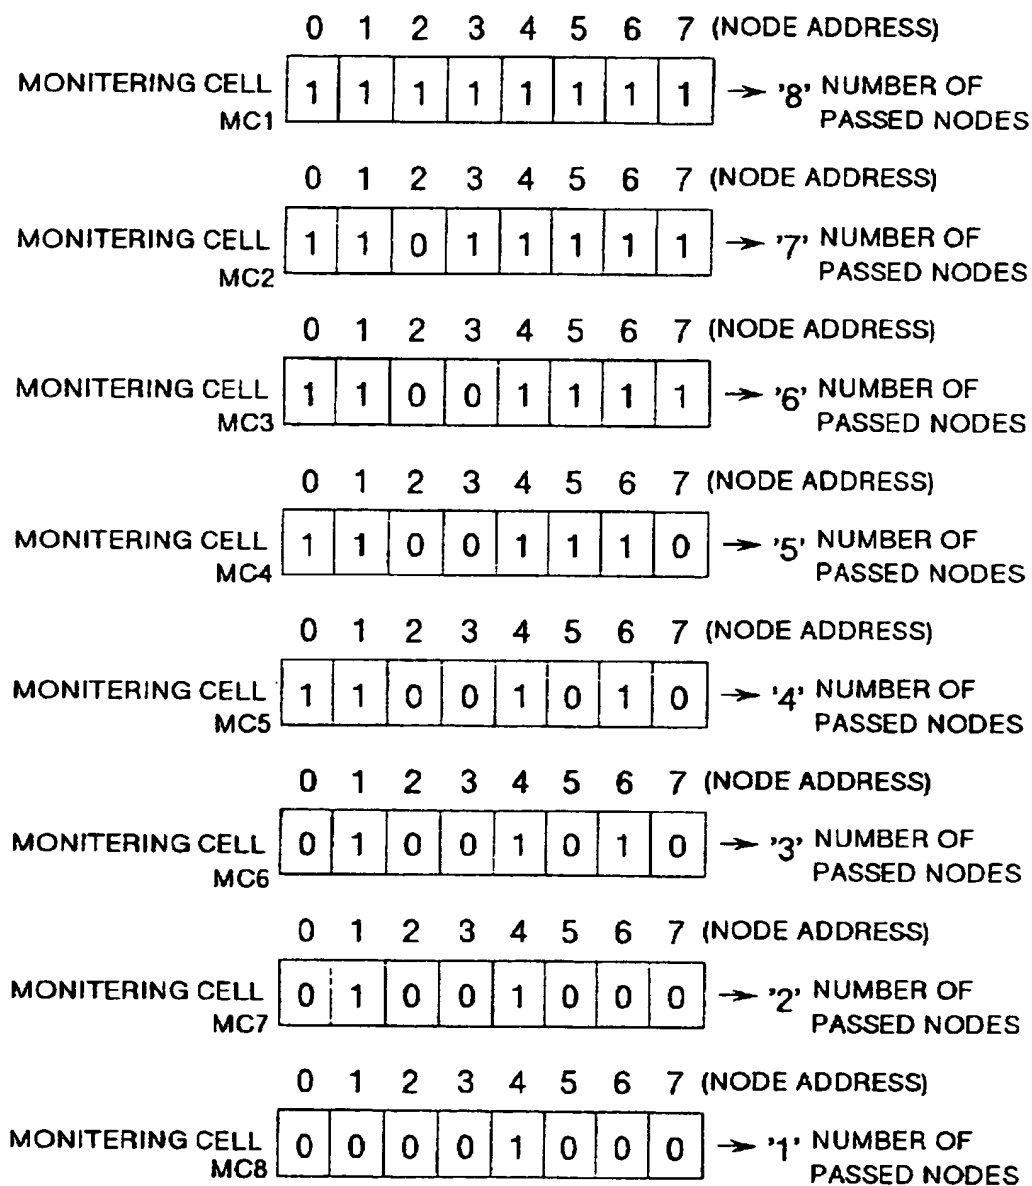 0 1 2 3 4 5 6 7 (NODE ADDRESS)
MONITERING CELL 1 1 1 1 1 1 1 1 → '8' NUMBER OF
MC1 PASSED NODES
0 1 2 3 4 5 6 7 (NODE ADDRESS)
MONITERING CELL 1 1 0 1 1 1 1 1 → '7' NUMBER OF
MC2 PASSED NODES
0 1 2 3 4 5 6 7 (NODE ADDRESS)
MONITERING CELL 1 1 0 0 1 1 1 1 → '6' NUMBER OF
MC3 PASSED NODES
0 1 2 3 4 5 6 7 (NODE ADDRESS)
MONITERING CELL 1 1 0 0 1 1 1 0 → '5' NUMBER OF
MC4 PASSED NODES
0 1 2 3 4 5 6 7 (NODE ADDRESS)
MONITERING CELL 1 1 0 0 1 0 1 0 → '4' NUMBER OF
MC5 PASSED NODES
0 1 2 3 4 5 6 7 (NODE ADDRESS)
MONITERING CELL 0 1 0 0 1 0 1 0 → '3' NUMBER OF
MC6 PASSED NODES
0 1 2 3 4 5 6 7 (NODE ADDRESS)
MONITERING CELL 0 1 0 0 1 0 0 0 → '2' NUMBER OF
MC7 PASSED NODES
0 1 2 3 4 5 6 7 (NODE ADDRESS)
MONITERING CELL 0 0 0 0 1 0 0 0 → '1' NUMBER OF
MC8 PASSED NODES